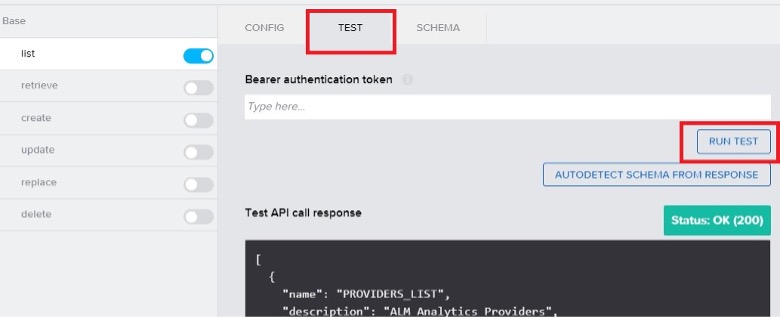 Base
list
retrieve
create
update
replace
delete
CONFIG
TEST
SCHEMA
Bearer authentication token
Type here...
RUN TEST
AUTODETECT SCHEMA FROM RESPONSE
Test API call response
Status: OK (200)
[
{
"name": "PROVIDERS_LIST",
"description": "ALM Analytics Providers",